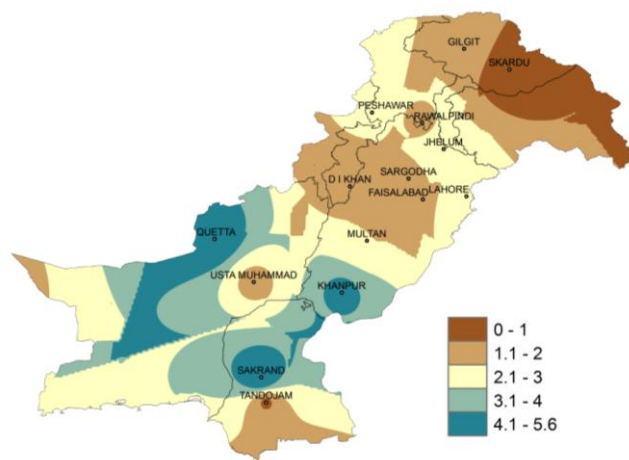 GILGIT
SKARDU
PESHAWAR
RAWALPINDI
JHBLUM
SARGODHA
D I KHAN
FAISALABAD
LAHORE
QUETTA
MULTAN
USTA MUHAMMAD
KHANPUR
SAKRAND
TANDOJAM
0 - 1
1.1 - 2
2.1 - 3
3.1 - 4
4.1 - 5.6